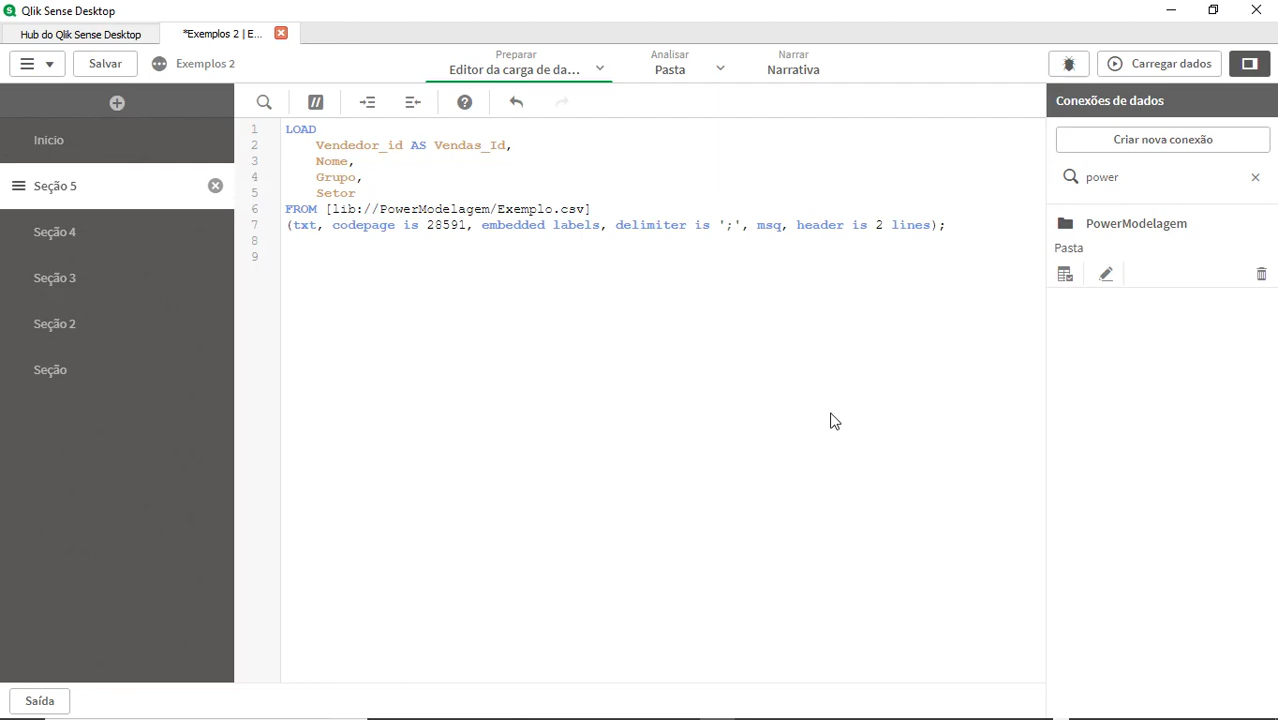 Qlik Sense Desktop
Hub do Qlik Sense Desktop
*Exemplos 2 | E...
Salvar
Exemplos 2
Preparar
Editor da carga de da...
Analisar
Pasta
Narrar
Narrativa
Carregar dados
Inicio
Seção 5
Seção 4
Seção 3
Seção 2
Seção
1 LOAD
2 Vendedor_id AS Vendas_Id,
3 Nome,
4 Grupo,
5 Setor
6 FROM [lib://PowerModelagem/Exemplo.csv]
7 (txt, codepage is 28591, embedded labels, delimiter is ';', msq, header is 2 lines);
8
9
Conexões de dados
Criar nova conexão
power
PowerModelagem
Pasta
Saída